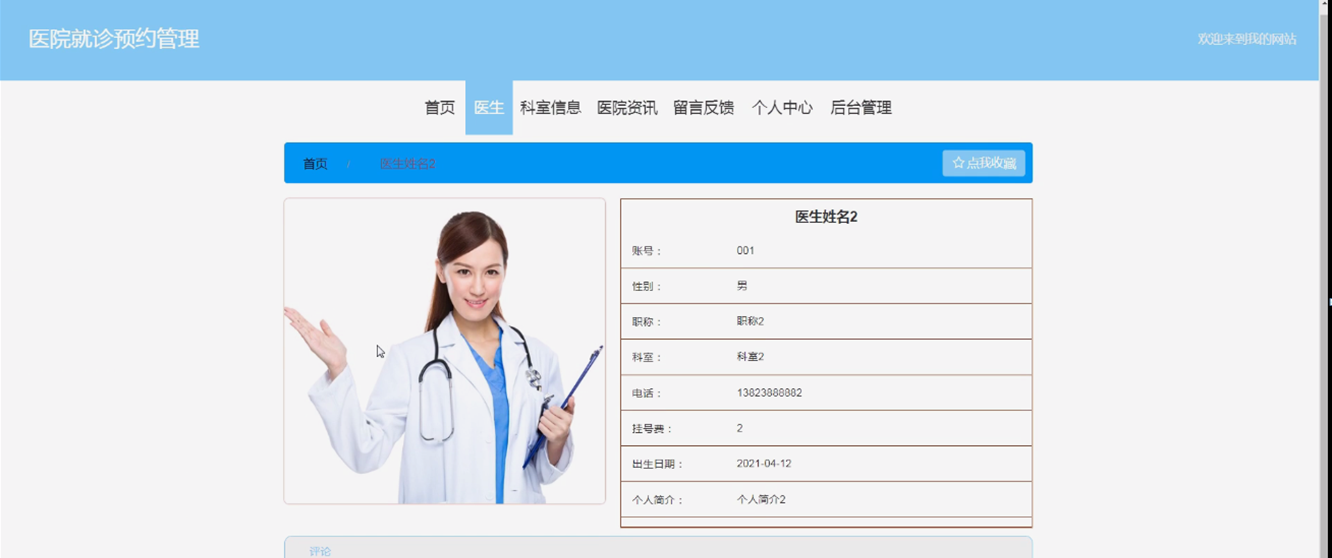 医院就诊预约管理
欢迎来到我的网站
首页 医生 科室信息 医院资讯 留言反馈 个人中心 后台管理
首页 / 医生姓名2 ☆ 点我收藏
医生姓名2
账号： 001
性别： 男
职称： 职称2
科室： 科室2
电话： 13823888882
挂号费： 2
出生日期： 2021-04-12
个人简介： 个人简介2
评论